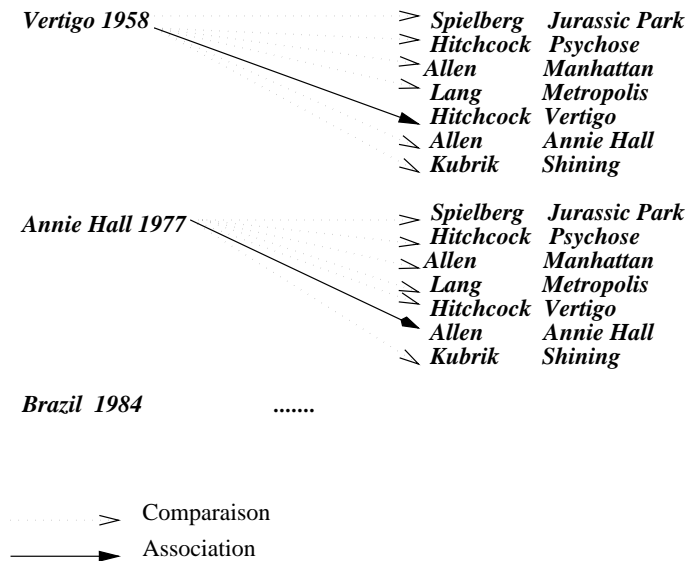 Vertigo 1958
Spielberg Jurassic Park
Hitchcock Psychose
Allen Manhattan
Lang Metropolis
Hitchcock Vertigo
Allen Annie Hall
Kubrik Shining
Annie Hall 1977
Spielberg Jurassic Park
Hitchcock Psychose
Allen Manhattan
Lang Metropolis
Hitchcock Vertigo
Allen Annie Hall
Kubrik Shining
Brazil 1984 .......
Comparaison
Association